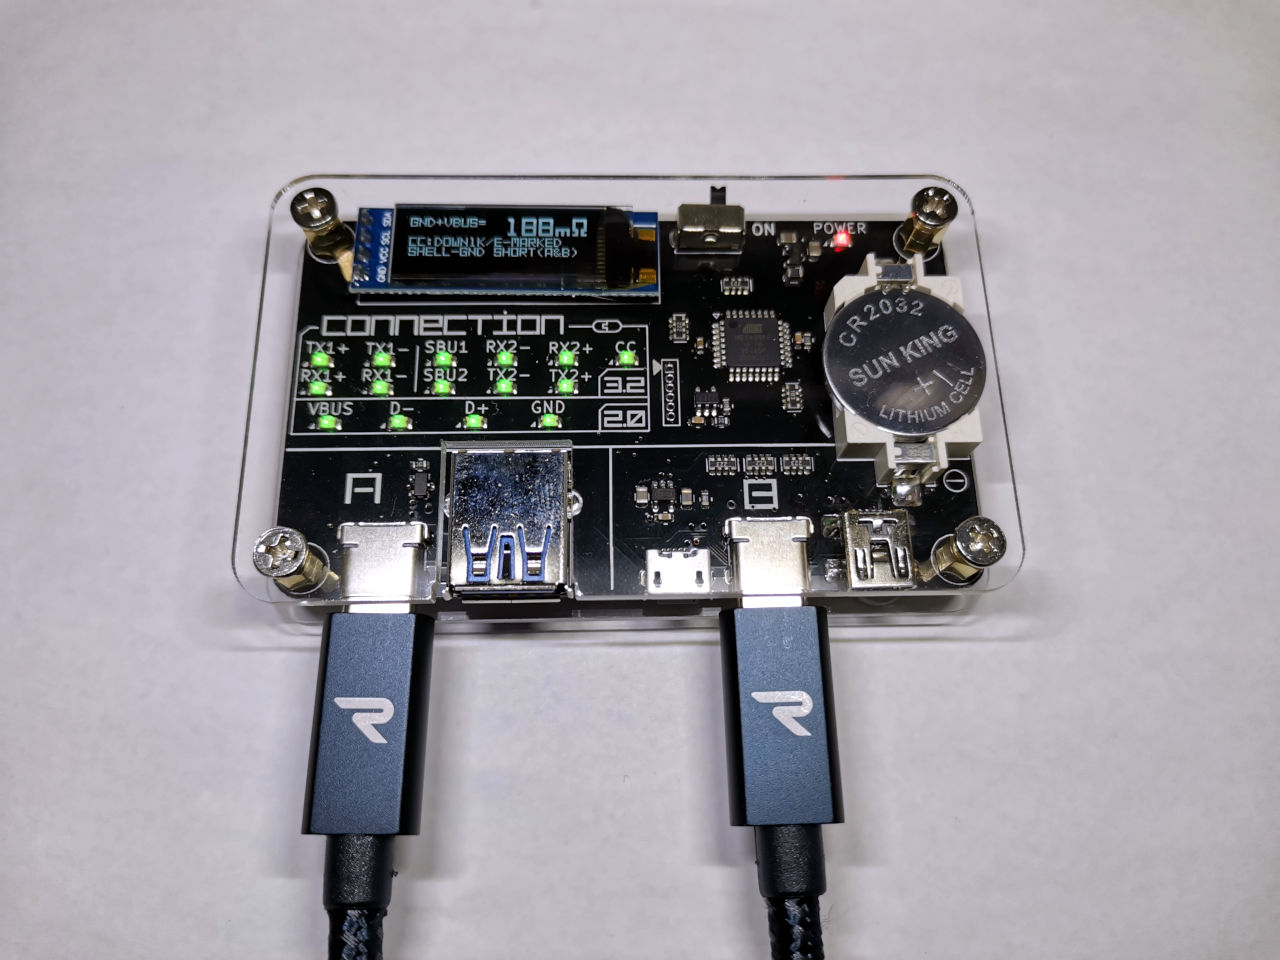 GND VCC SCL SDA
GND+VBUS= 188mΩ
CC:DOWN1K/E-MARKED
SHELL-GND SHORT(A&B)
ON
POWER
CR2032
SUN KING
+
LITHIUM CELL
CONNECTION
TX1+ TX1- SBU1 RX2- RX2+ CC
RX1+ RX1- SBU2 TX2- TX2+ 3.2
VBUS D- D+ GND 2.0
A
B
R
R